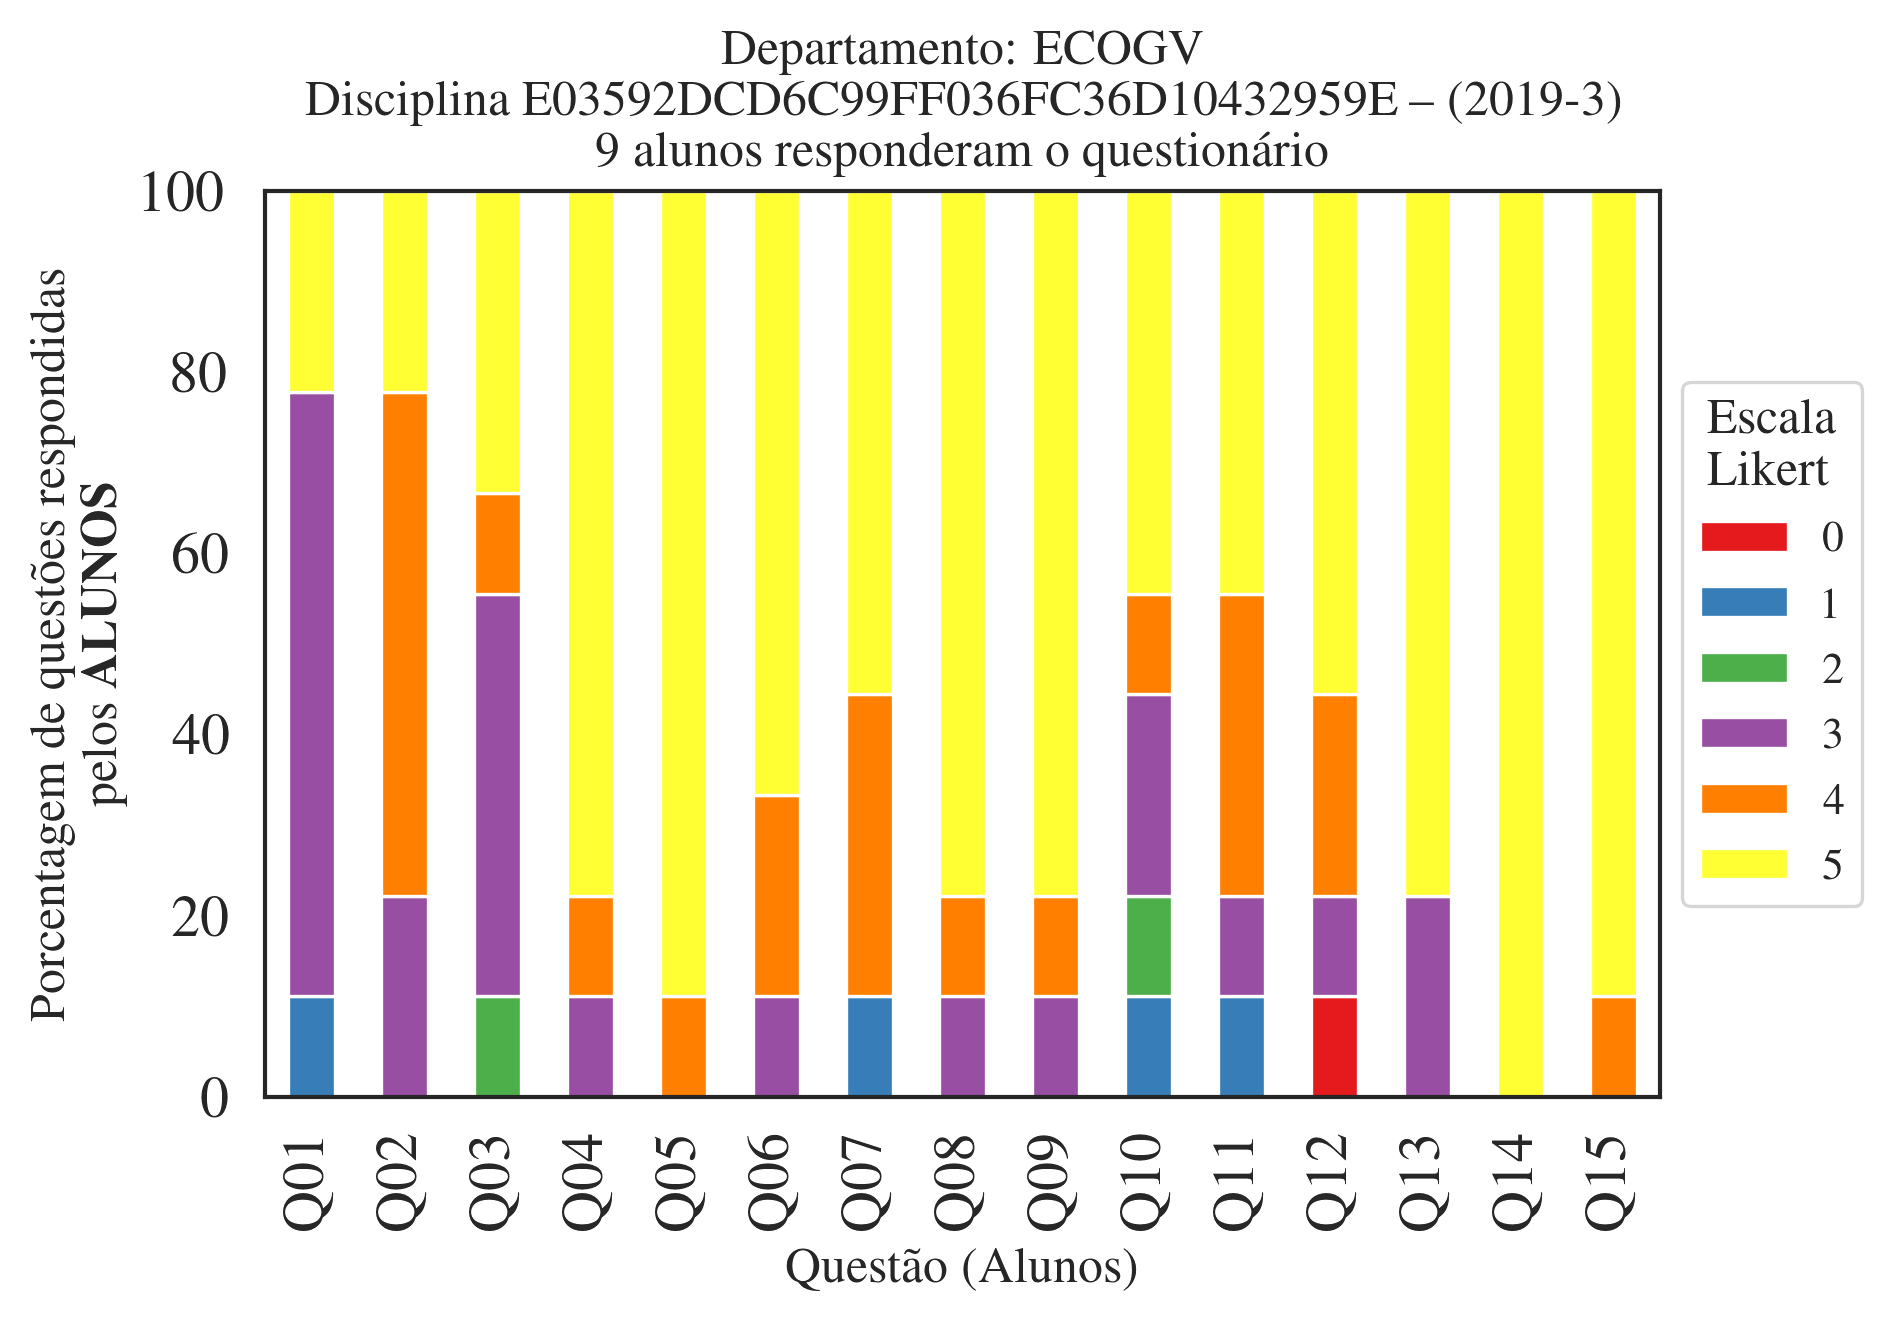 Departamento: ECOGV
Disciplina E03592DCD6C99FF036FC36D10432959E – (2019-3)
9 alunos responderam o questionário
Porcentagem de questões respondidas
pelos ALUNOS
100
80
60
40
20
0
Q01
Q02
Q03
Q04
Q05
Q06
Q07
Q08
Q09
Q10
Q11
Q12
Q13
Q14
Q15
Questão (Alunos)
Escala
Likert
0
1
2
3
4
5